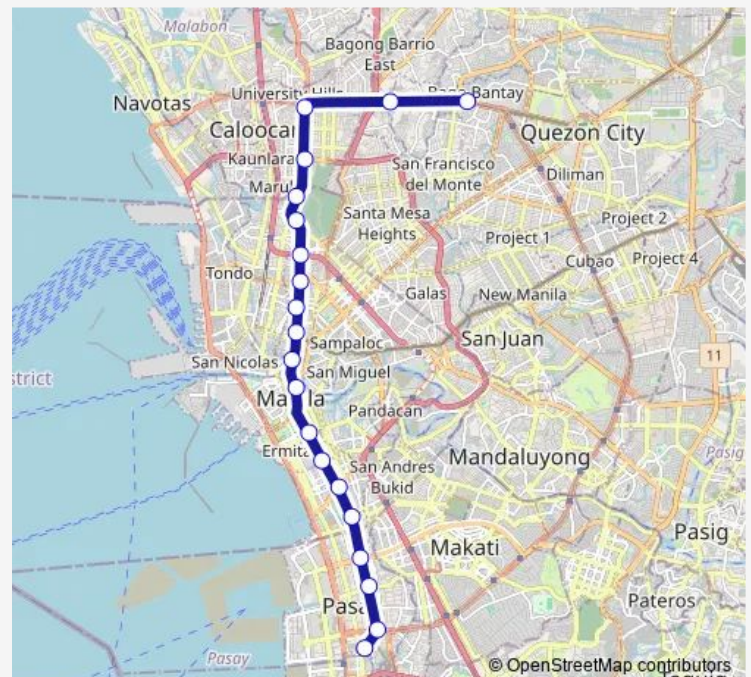 Malabon
Bagong Barrio
East
Navotas
University Hills
Bantay
Quezon City
Caloocan
San Francisco
del Monte
Diliman
Santa Mesa
Heights
Project 2
Project 1
Cubao
Project 4
Tondo
Galas
New Manila
San Juan
Sampaloc
11
San Nicolas
San Miguel
strict
Pandacan
Pasig
San Andres
Bukid
Mandaluyong
Pasig
Makati
Pateros
Pasay
© OpenStreetMap contributors